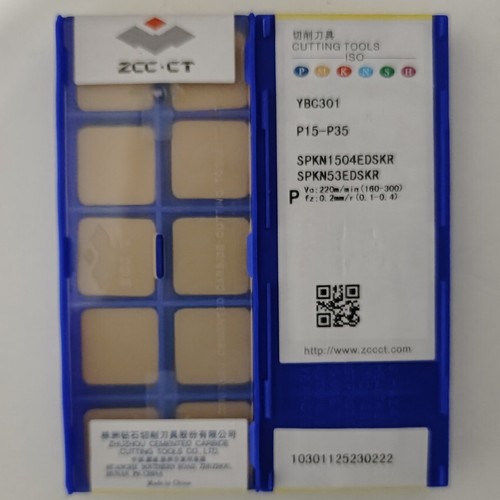 ZCC·CT
株洲钻石切削刀具股份有限公司
ZHUZHOU CEMENTED CARBIDE
CUTTING TOOLS CO., LTD
Made in China
切削刀具
CUTTING TOOLS
ISO
P M K N S H
YBC301
P15-P35
SPKN1504EDSKR
SPKN53EDSKR
P Vc:220m/min(160-300)
fz:0.2mm/r(0.1-0.4)
http://www.zccct.com
10301125230222